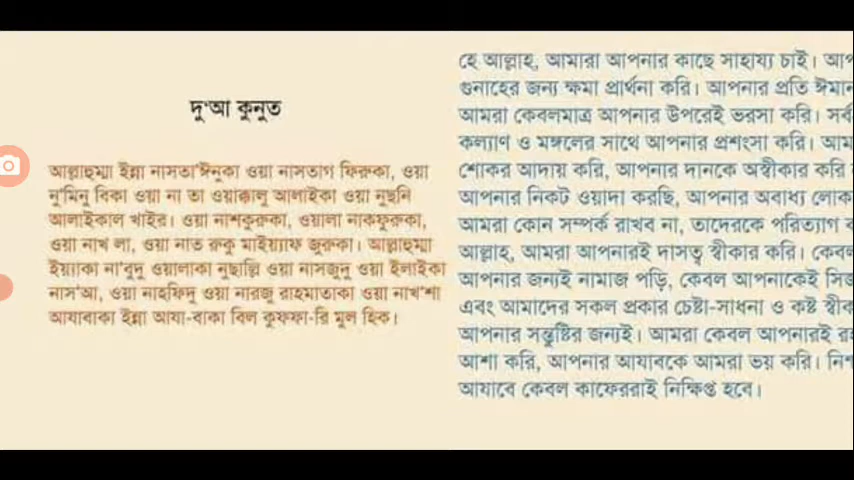 দু'আ কুনুত
আল্লাহুম্মা ইন্না নাসতা'ঈনুকা ওয়া নাসতাগ ফিরুকা, ওয়া
নু'মিনু বিকা ওয়া না তা ওয়াক্কালু আলাইকা ওয়া নুছনি
আলাইকাল খাইর। ওয়া নাশকুরুকা, ওয়ালা নাকফুরুকা,
ওয়া নাখ লা, ওয়া নাত রুকু মাইয়্যাফ জুরুকা। আল্লাহুম্মা
ইয়্যাকা না'বুদু ওয়ালাকা নুছাল্লি ওয়া নাসজুদু ওয়া ইলাইকা
নাস'আ, ওয়া নাহফিদু ওয়া নারজু রাহমাতাকা ওয়া নাখ'শা
আযাবাকা ইন্না আযা-বাকা বিল কুফফা-রি মুল হিক।
হে আল্লাহ, আমারা আপনার কাছে সাহায্য চাই। আপ
গুনাহের জন্য ক্ষমা প্রার্থনা করি। আপনার প্রতি ঈমান
আমরা কেবলমাত্র আপনার উপরেই ভরসা করি। সর্ব
কল্যাণ ও মঙ্গলের সাথে আপনার প্রশংসা করি। আম
শোকর আদায় করি, আপনার দানকে অস্বীকার করি
আপনার নিকট ওয়াদা করছি, আপনার অবাধ্য লোক
আমরা কোন সম্পর্ক রাখব না, তাদেরকে পরিত্যাগ ক
আল্লাহ, আমরা আপনারই দাসত্ব স্বীকার করি। কেবল
আপনার জন্যই নামাজ পড়ি, কেবল আপনাকেই সিজ
এবং আমাদের সকল প্রকার চেষ্টা-সাধনা ও কষ্ট স্বীক
আপনার সন্তুষ্টির জন্যই। আমরা কেবল আপনারই রহ
আশা করি, আপনার আযাবকে আমরা ভয় করি। নিশ
আযাবে কেবল কাফেররাই নিক্ষিপ্ত হবে।